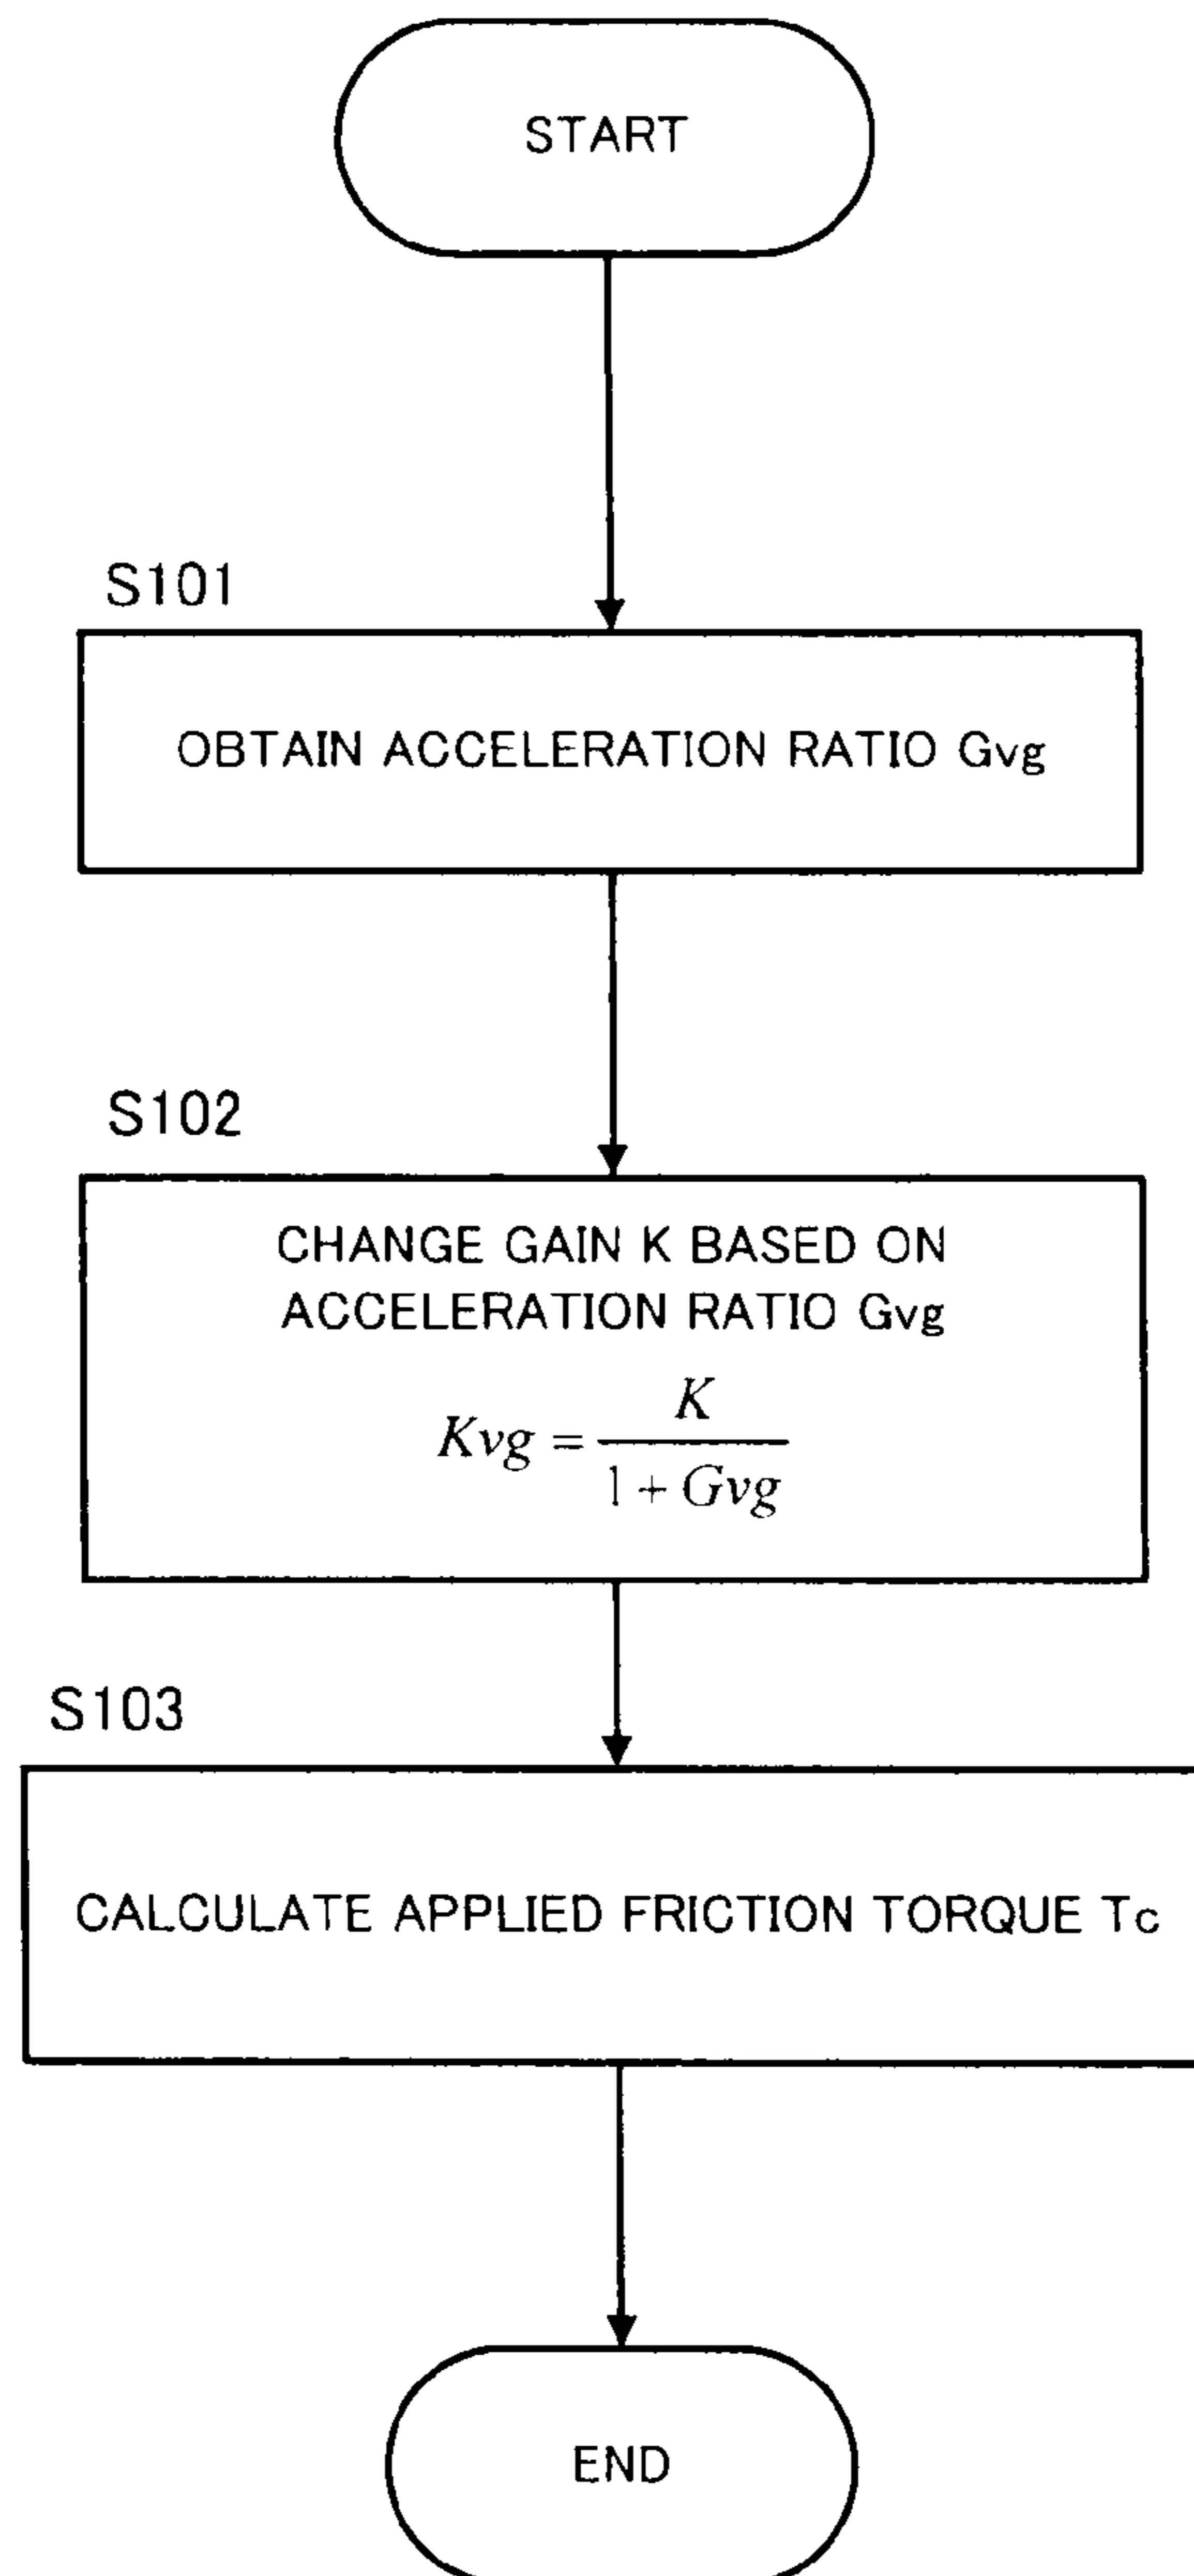 START
S101
OBTAIN ACCELERATION RATIO Gvg
S102
CHANGE GAIN K BASED ON
ACCELERATION RATIO Gvg
Kvg = K / 1 + Gvg
S103
CALCULATE APPLIED FRICTION TORQUE Tc
END